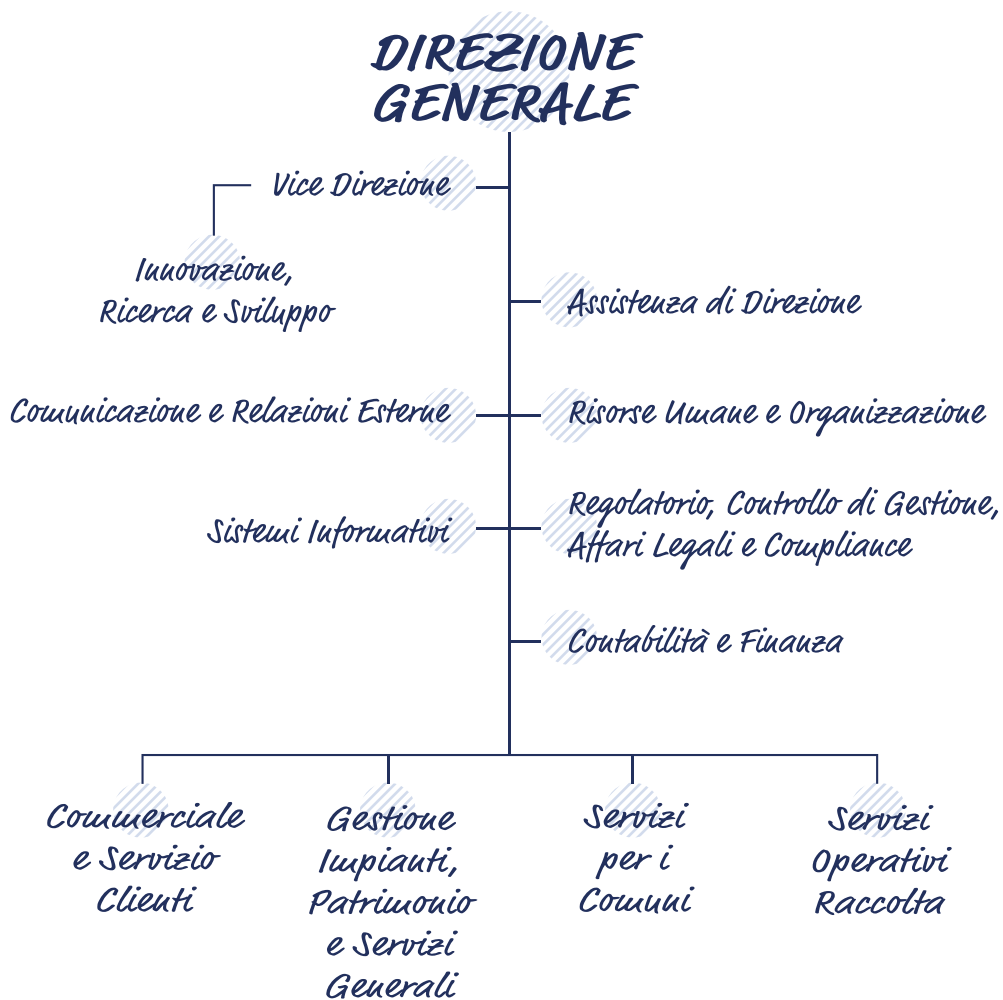 DIREZIONE
GENERALE
Vice Direzione
Innovazione,
Ricerca e Sviluppo
Assistenza di Direzione
Comunicazione e Relazioni Esterne
Risorse Umane e Organizzazione
Sistemi Informativi
Regolatorio, Controllo di Gestione,
Affari Legali e Compliance
Contabilità e Finanza
Commerciale
e Servizio
Clienti
Gestione
Impianti,
Patrimonio
e Servizi
Generali
Servizi
per i
Comuni
Servizi
Operativi
Raccolta